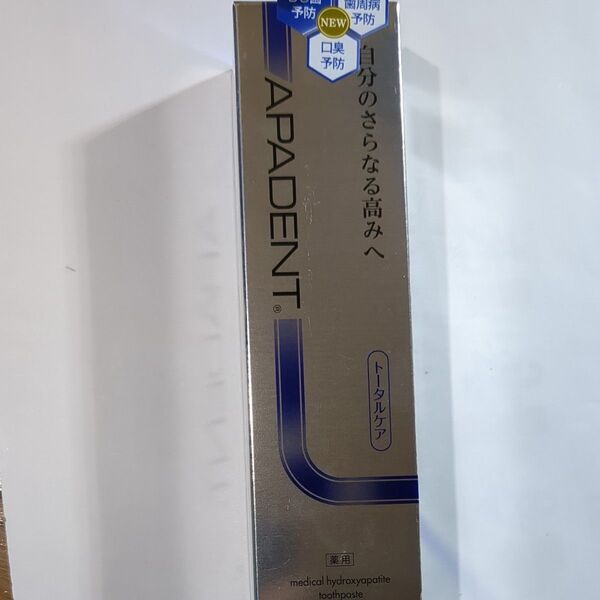 予防
歯周病
予防
NEW
口臭
予防
自分のさらなる高みへ
APADENT®
トータルケア
薬用
medical hydroxyapatite
toothpaste